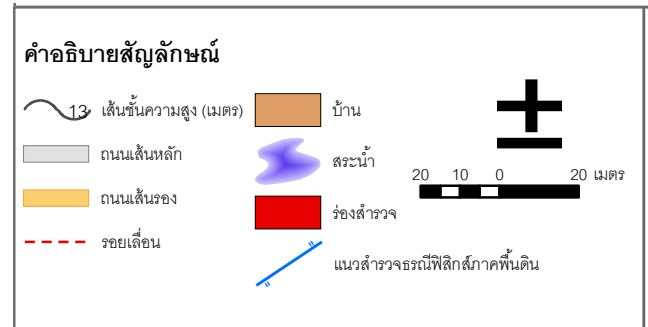 คำอธิบายสัญลักษณ์
13 เส้นชั้นความสูง (เมตร)
ถนนเส้นหลัก
ถนนเส้นรอง
รอยเลื่อน
บ้าน
สระน้ำ
ร่องสำรวจ
แนวสำรวจธรณีฟิสิกส์ภาคพื้นดิน
±
20 10 0 20 เมตร